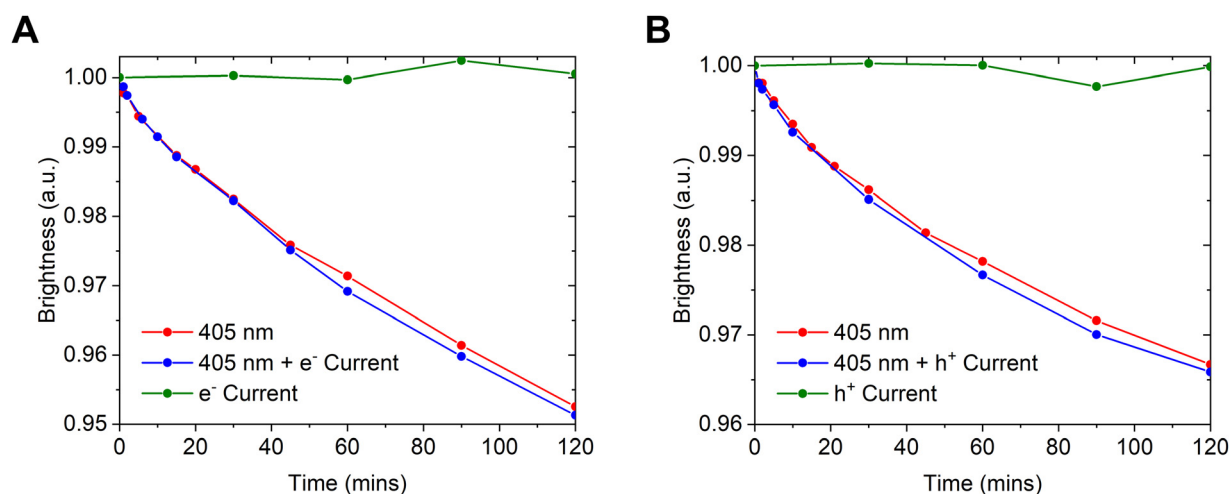 A
Brightness (a.u.)
1.00
0.99
0.98
0.97
0.96
0.95
405 nm
405 nm + e⁻ Current
e⁻ Current
0 20 40 60 80 100 120
Time (mins)
B
Brightness (a.u.)
1.00
0.99
0.98
0.97
0.96
405 nm
405 nm + h⁺ Current
h⁺ Current
0 20 40 60 80 100 120
Time (mins)